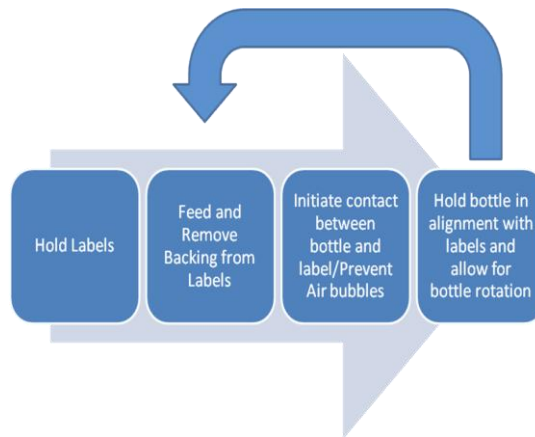 Hold Labels
Feed and
Remove
Backing from
Labels
Initiate contact
between
bottle and
label/Prevent
Air bubbles
Hold bottle in
alignment with
labels and
allow for
bottle rotation